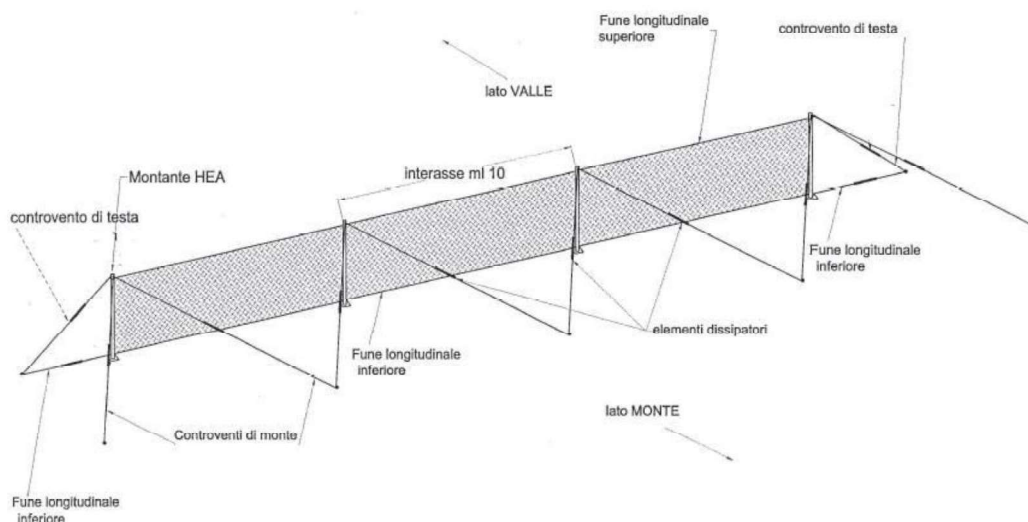 Fune longitudinale
superiore
controvento di testa
lato VALLE
interasse ml 10
Montante HEA
controvento di testa
Fune longitudinale
inferiore
elementi dissipatori
Fune longitudinale
inferiore
lato MONTE
Controventi di monte
Fune longitudinale
inferiore